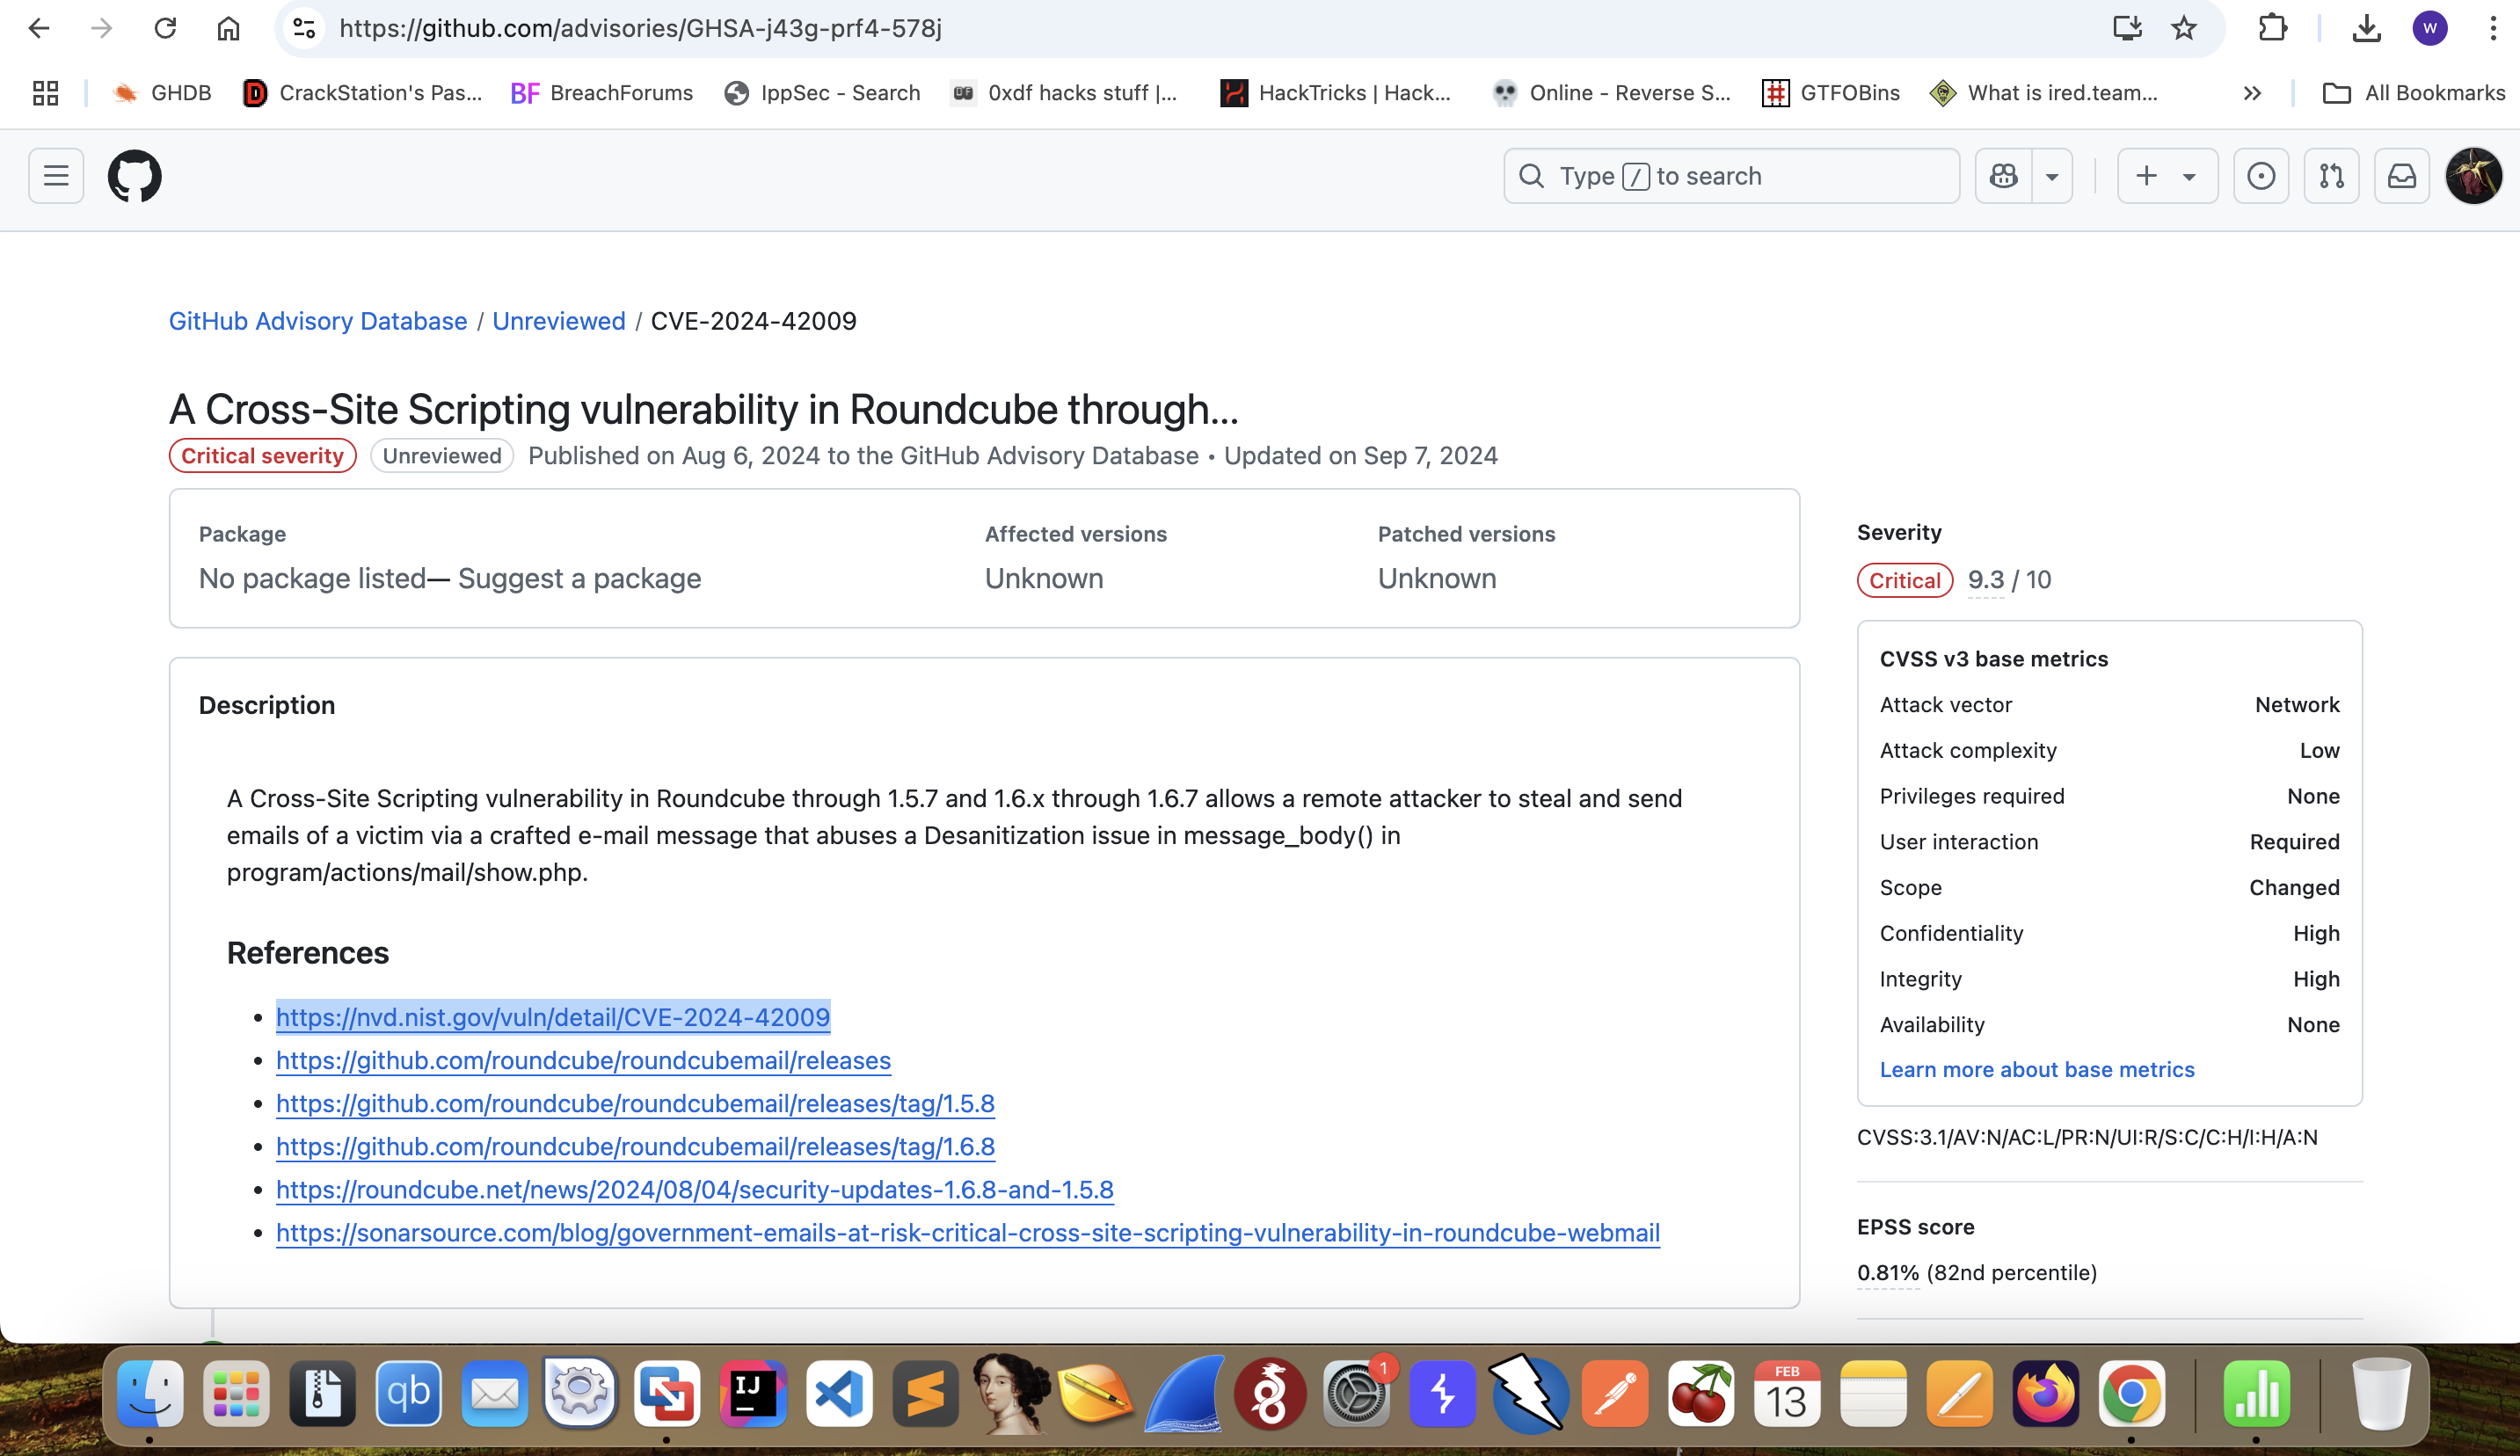 https://github.com/advisories/GHSA-j43g-prf4-578j
W
GHDB
D
CrackStation's Pas...
BF BreachForums
IppSec - Search
0xdf hacks stuff |...
HackTricks | Hack...
Online - Reverse S...
GTFOBins
What is ired.team...
All Bookmarks
Type / to search
GitHub Advisory Database / Unreviewed / CVE-2024-42009
A Cross-Site Scripting vulnerability in Roundcube through...
Critical severity Unreviewed Published on Aug 6, 2024 to the GitHub Advisory Database • Updated on Sep 7, 2024
Package
No package listed— Suggest a package
Affected versions
Unknown
Patched versions
Unknown
Description
A Cross-Site Scripting vulnerability in Roundcube through 1.5.7 and 1.6.x through 1.6.7 allows a remote attacker to steal and send
emails of a victim via a crafted e-mail message that abuses a Desanitization issue in message_body() in
program/actions/mail/show.php.
References
• https://nvd.nist.gov/vuln/detail/CVE-2024-42009
• https://github.com/roundcube/roundcubemail/releases
• https://github.com/roundcube/roundcubemail/releases/tag/1.5.8
• https://github.com/roundcube/roundcubemail/releases/tag/1.6.8
• https://roundcube.net/news/2024/08/04/security-updates-1.6.8-and-1.5.8
• https://sonarsource.com/blog/government-emails-at-risk-critical-cross-site-scripting-vulnerability-in-roundcube-webmail
Severity
Critical 9.3 / 10
CVSS v3 base metrics
Attack vector Network
Attack complexity Low
Privileges required None
User interaction Required
Scope Changed
Confidentiality High
Integrity High
Availability None
Learn more about base metrics
CVSS:3.1/AV:N/AC:L/PR:N/UI:R/S:C/C:H/I:H/A:N
EPSS score
0.81% (82nd percentile)
qb
IJ
1
FEB
13